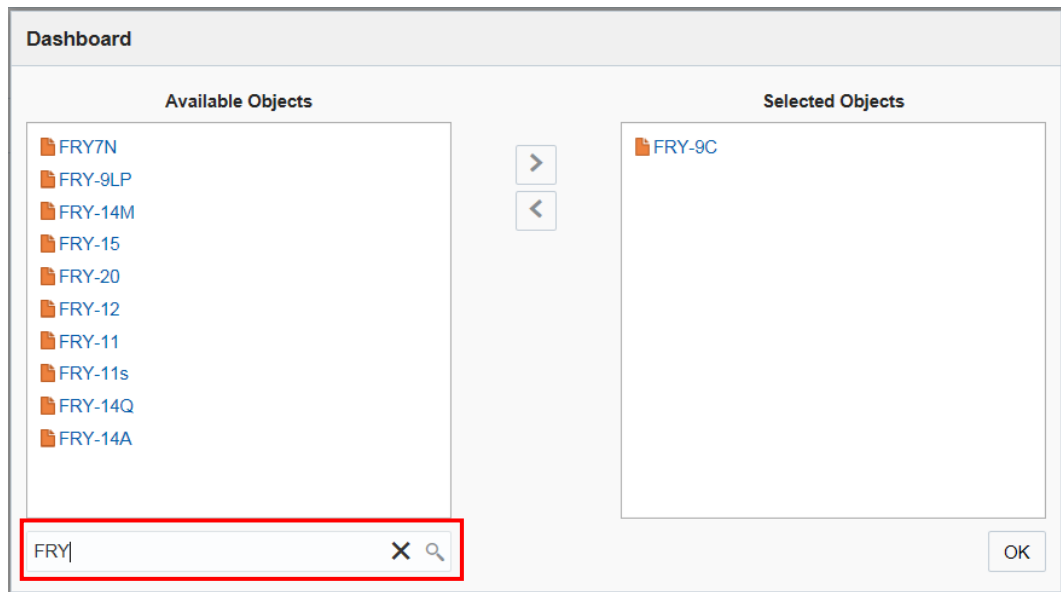 Dashboard
Available Objects
FRY7N
FRY-9LP
FRY-14M
FRY-15
FRY-20
FRY-12
FRY-11
FRY-11s
FRY-14Q
FRY-14A
FRY
Selected Objects
FRY-9C
OK